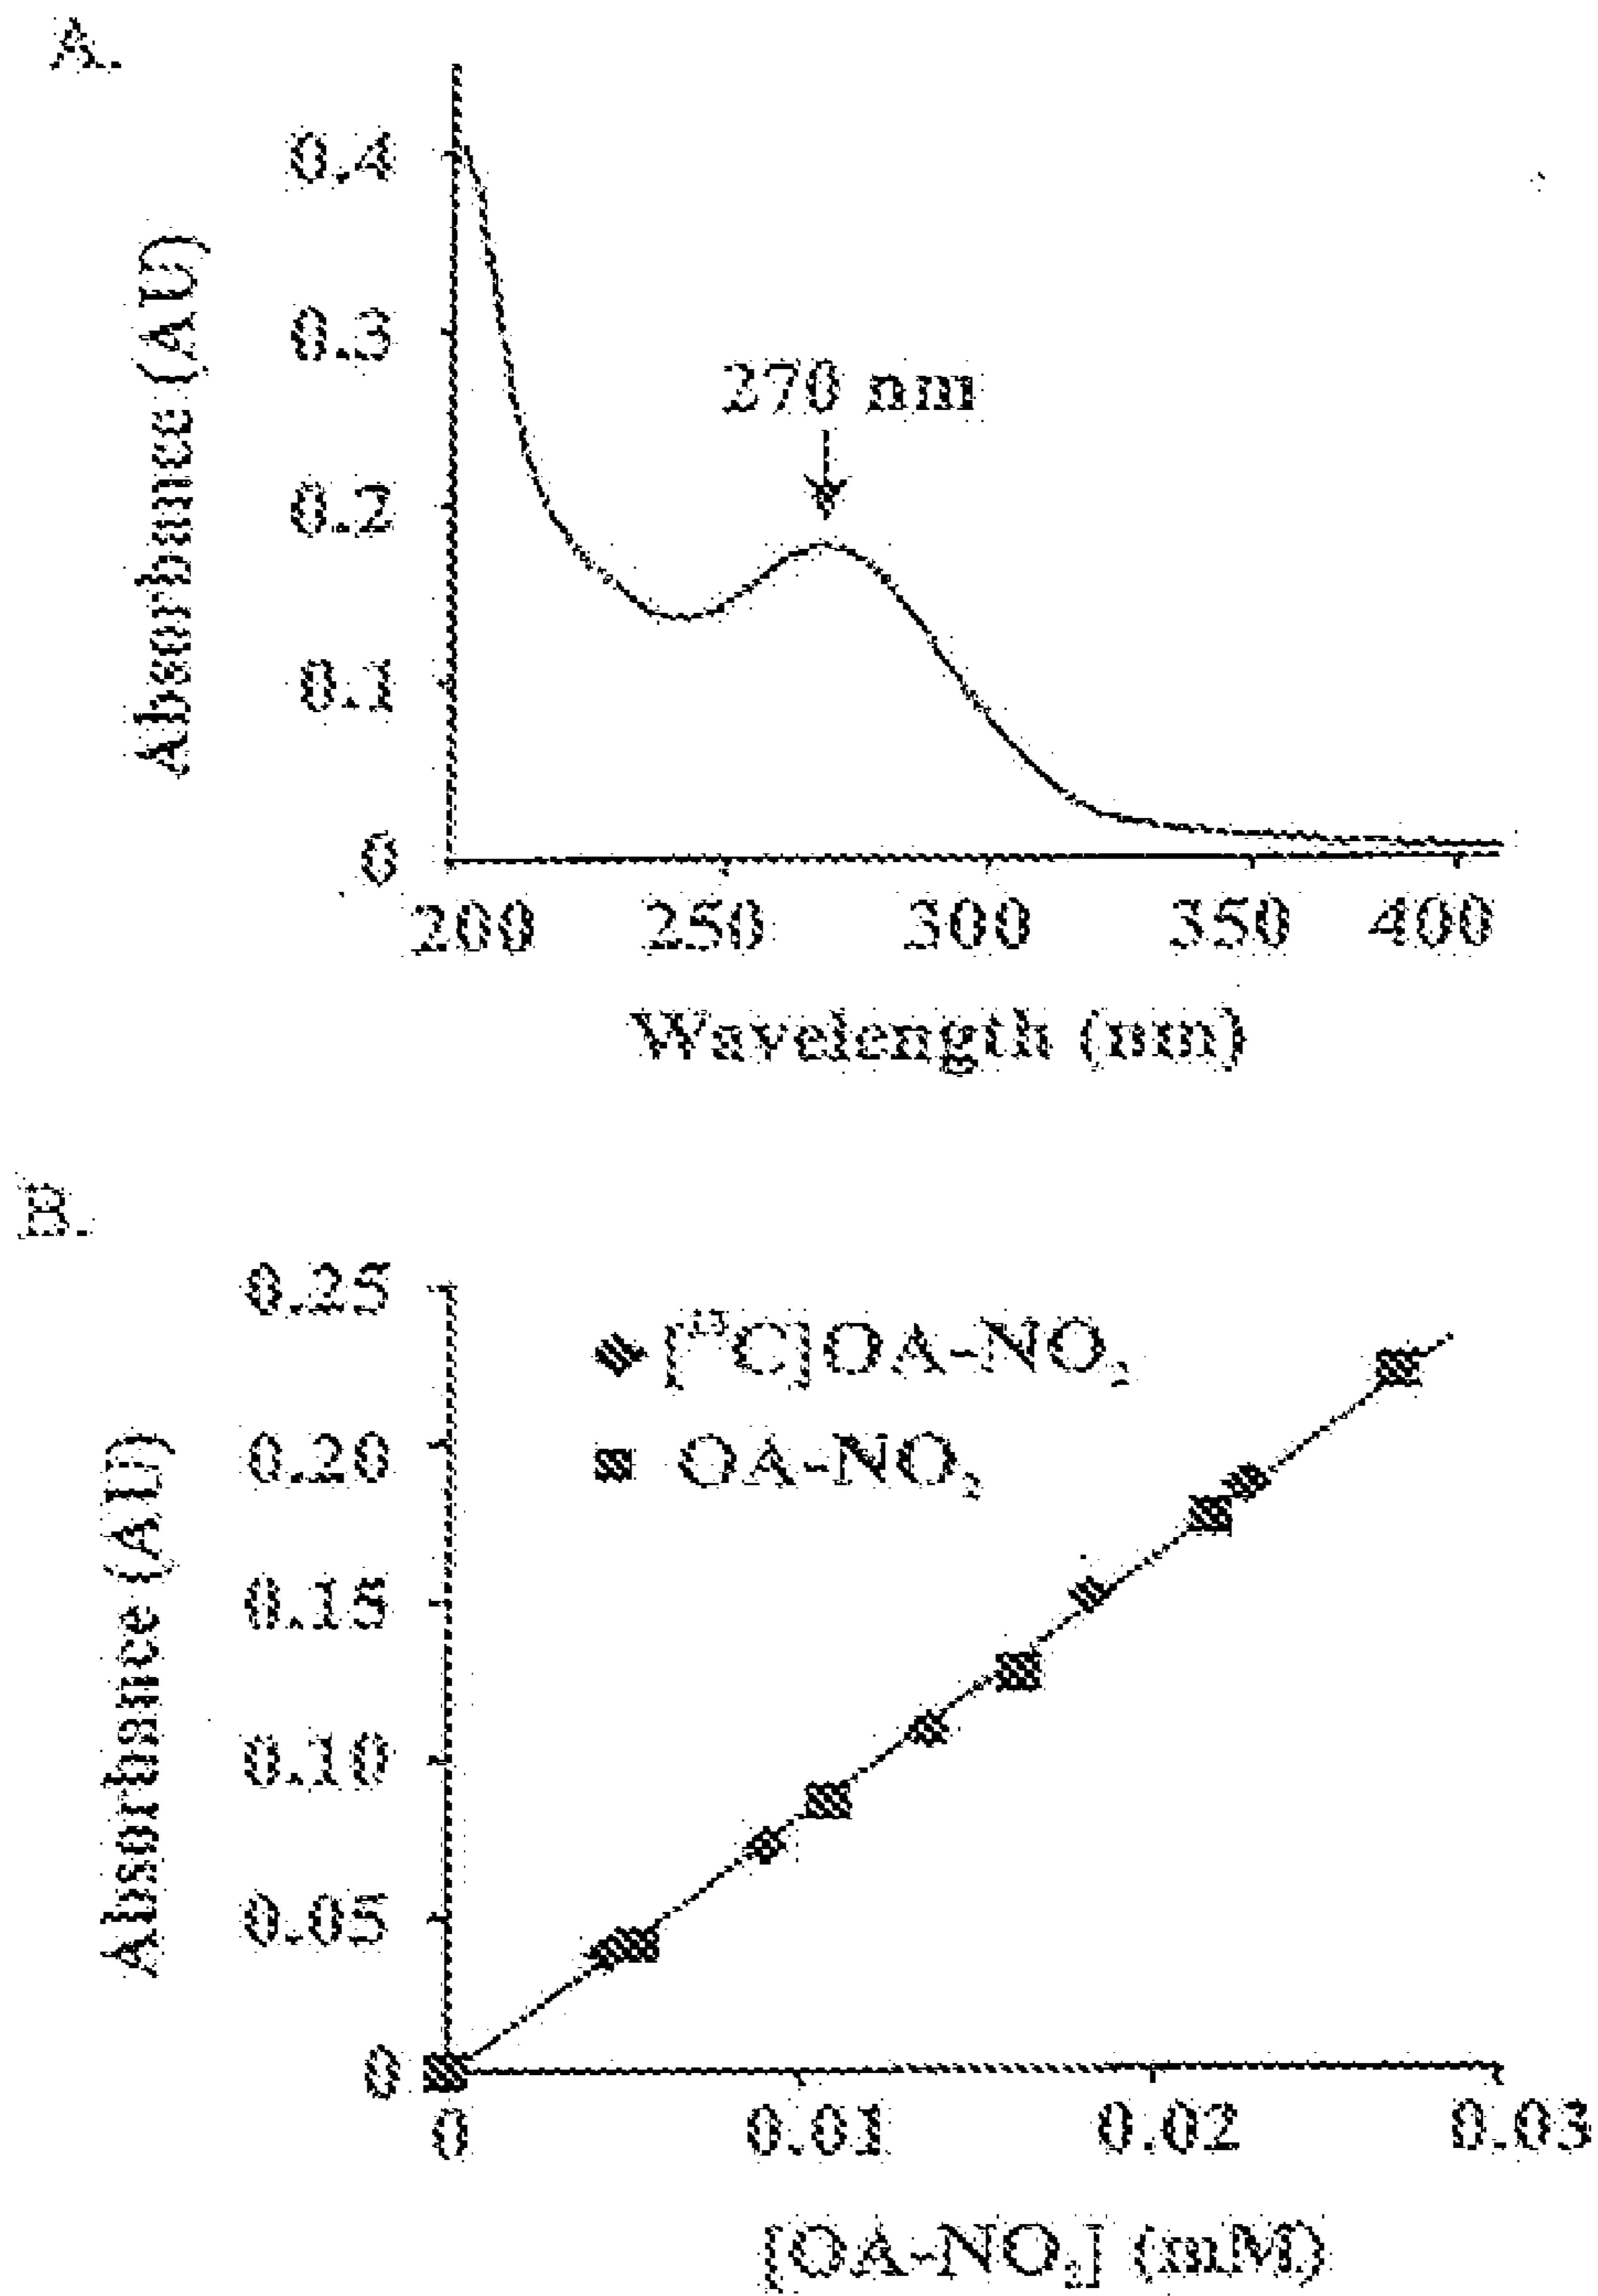 A.
0.4
0.3
0.2
0.1
0
Absorbance (AU)
270 nm
200 250 300 350 400
Wavelength (nm)
B.
0.25
0.20
0.15
0.10
0.05
0
Absorbance (AU)
[¹³C]OA-NO₂
OA-NO₂
0 0.01 0.02 0.03
[OA-NO₂] (mM)